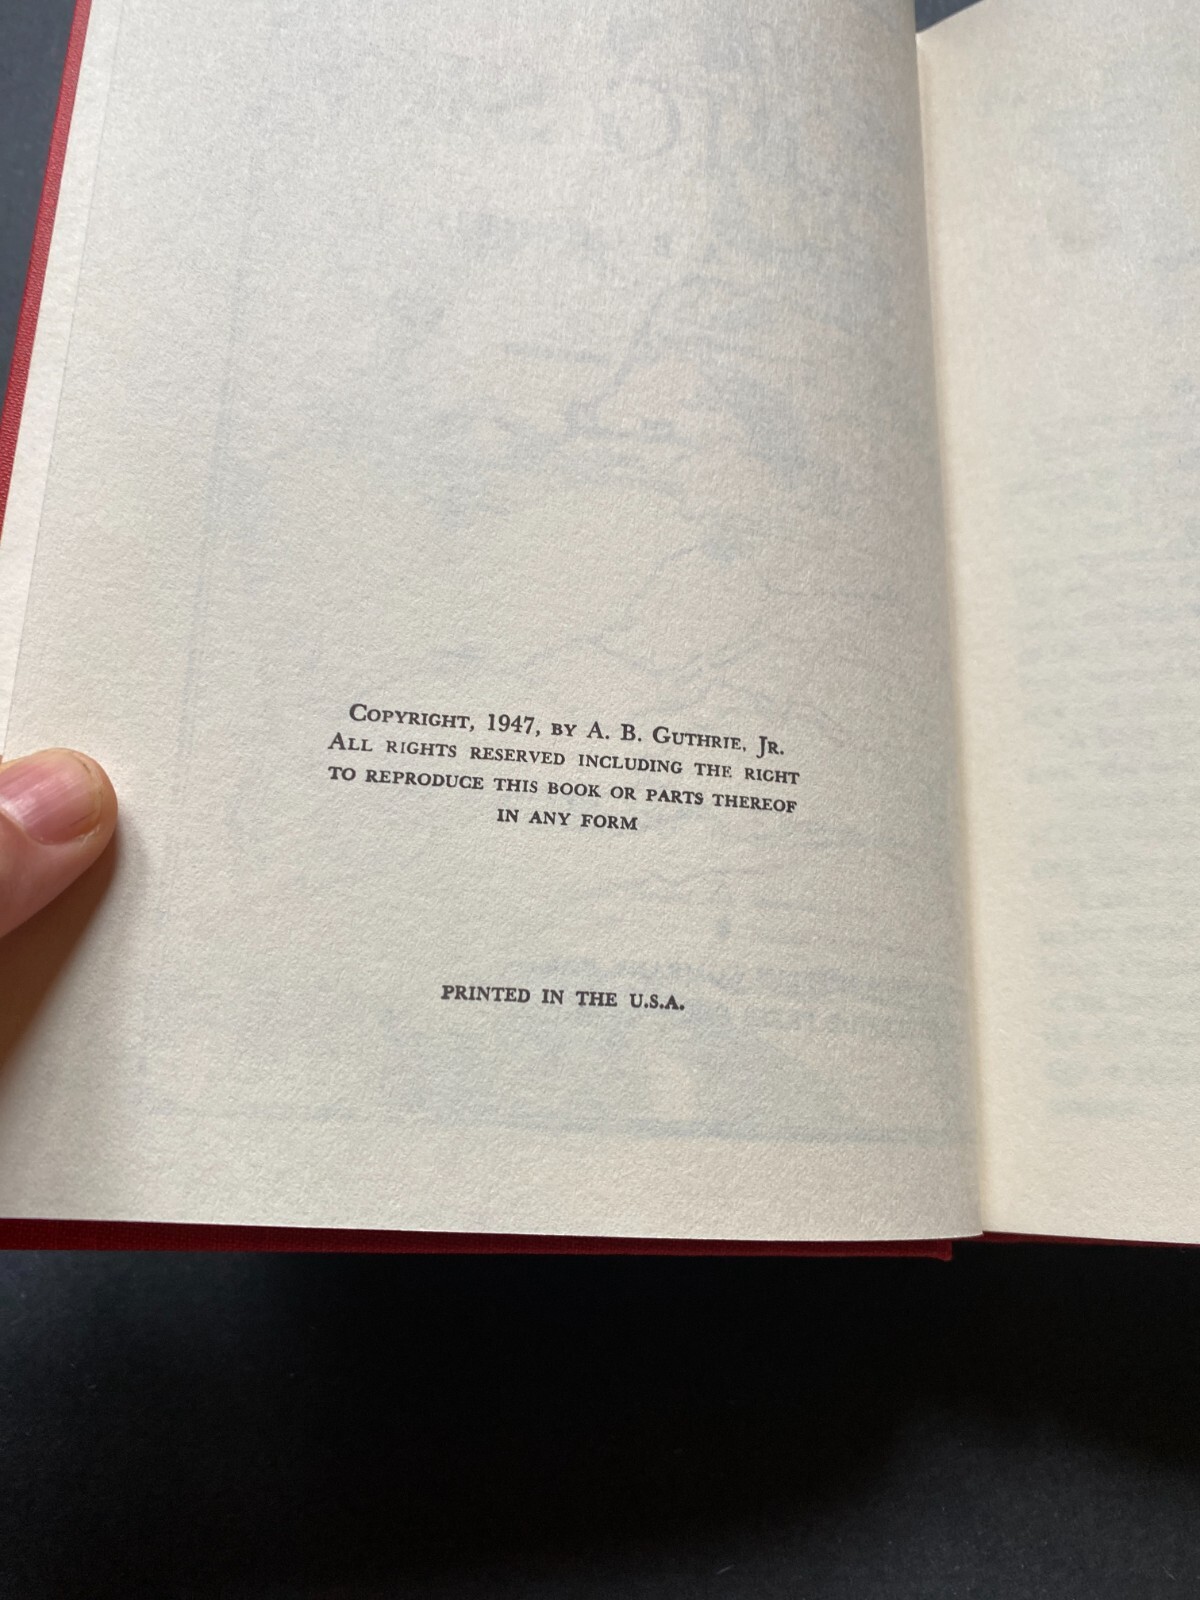 Copyright, 1947, by A. B. Guthrie, Jr.
All rights reserved including the right
to reproduce this book or parts thereof
in any form
PRINTED IN THE U.S.A.